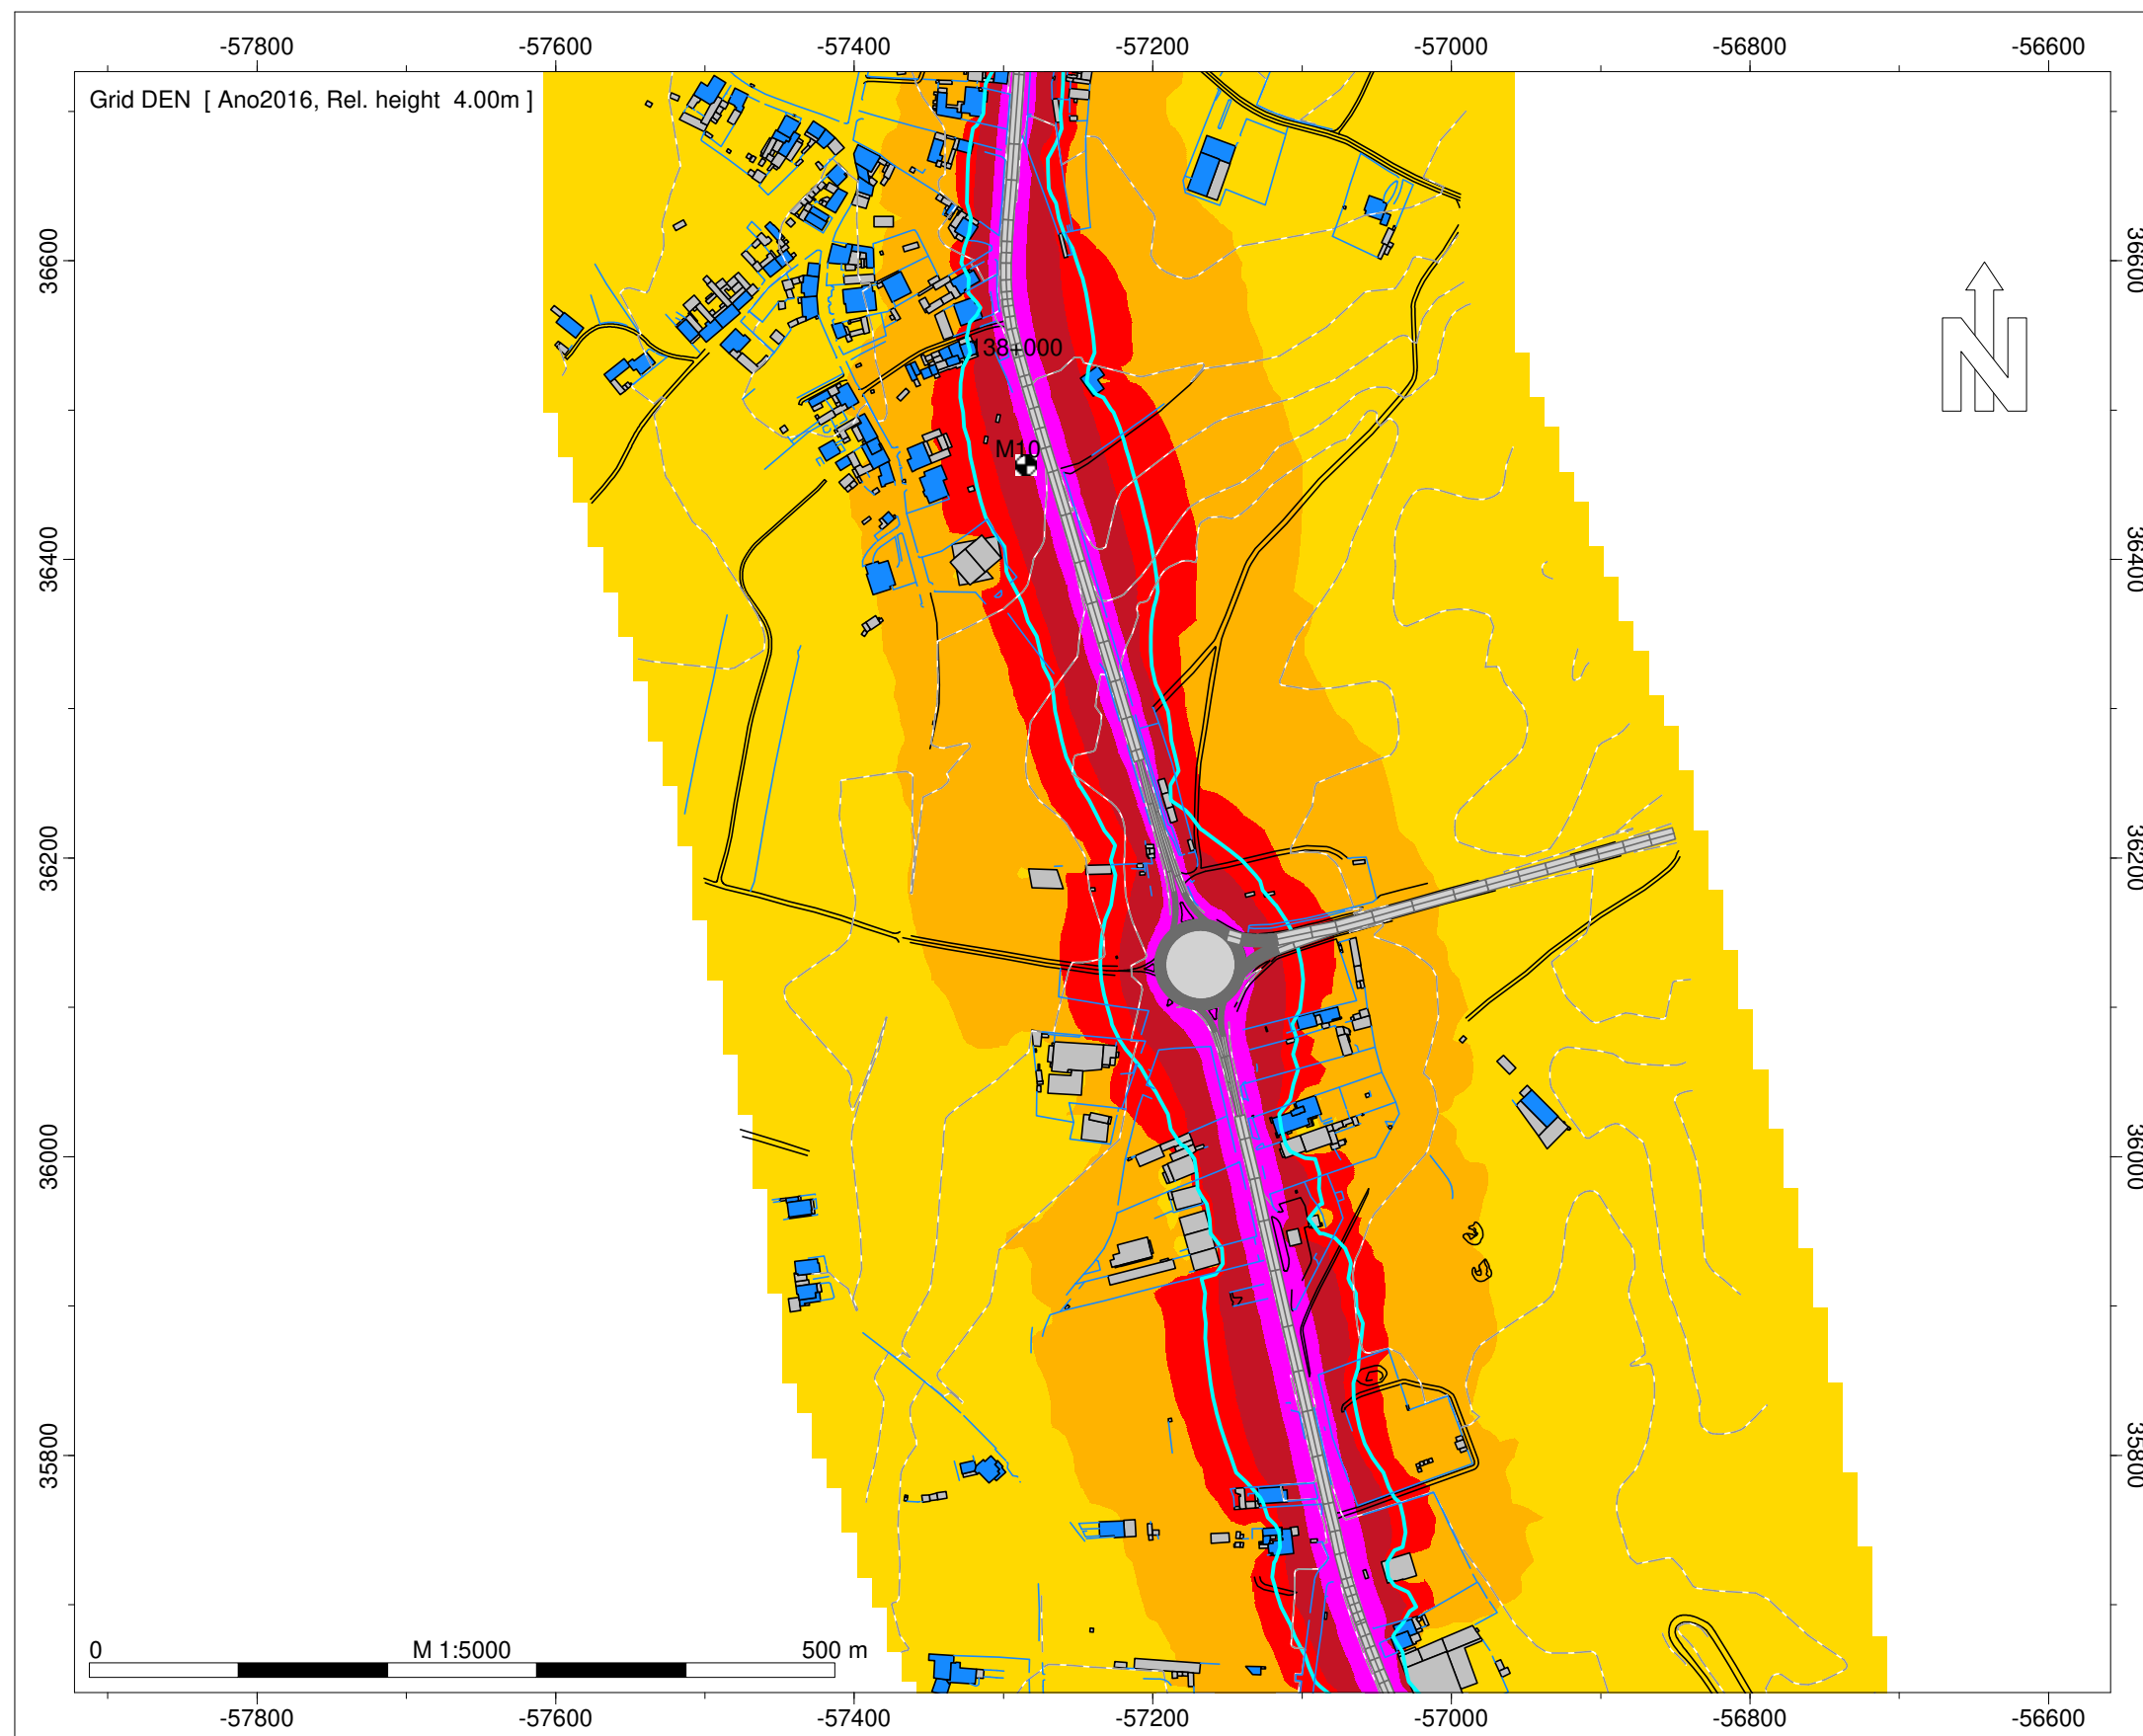 -57800 -57600 -57400 -57200 -57000 -56800 -56600
Grid DEN [ Ano2016, Rel. height 4.00m ]
36600 36600
N
138+000
M10
36400 36400
36200 36200
36000 36000
35800 35800
0 M 1:5000 500 m
-57800 -57600 -57400 -57200 -57000 -56800 -56600